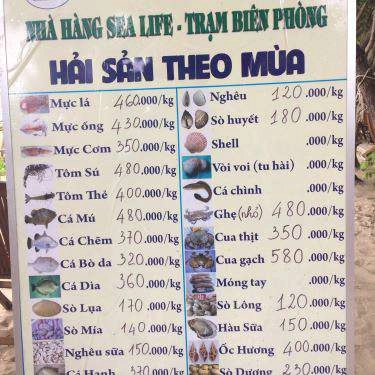 NHÀ HÀNG SEA LIFE - TRẠM BIÊN PHÒNG
HẢI SẢN THEO MÙA
Mực lá 460.000/kg
Mực ống 430.000/kg
Mực Cơm 350.000/kg
Tôm Sú 480.000/kg
Tôm Thẻ 400.000/kg
Cá Mú 480.000/kg
Cá Chẽm 370.000/kg
Cá Bò da 320.000/kg
Cá Dìa 360.000/kg
Sò Lụa 170.000/kg
Sò Mía 140.000/kg
Nghêu sữa 150.000/kg
Cá Hanh 370.000/kg
Nghêu 120.000/kg
Sò huyết 180.000/kg
Shell .000/kg
Vòi voi (tu hài) .000/kg
Cá chình .000/kg
Ghẹ (nhỏ) 480.000/kg
Cua thịt 350.000/kg
Cua gạch 580.000/kg
Móng tay .000/kg
Sò Lông 120.000/kg
Hàu Sữa 150.000/kg
Ốc Hương 400.000/kg
Sò Dương 230.000/kg